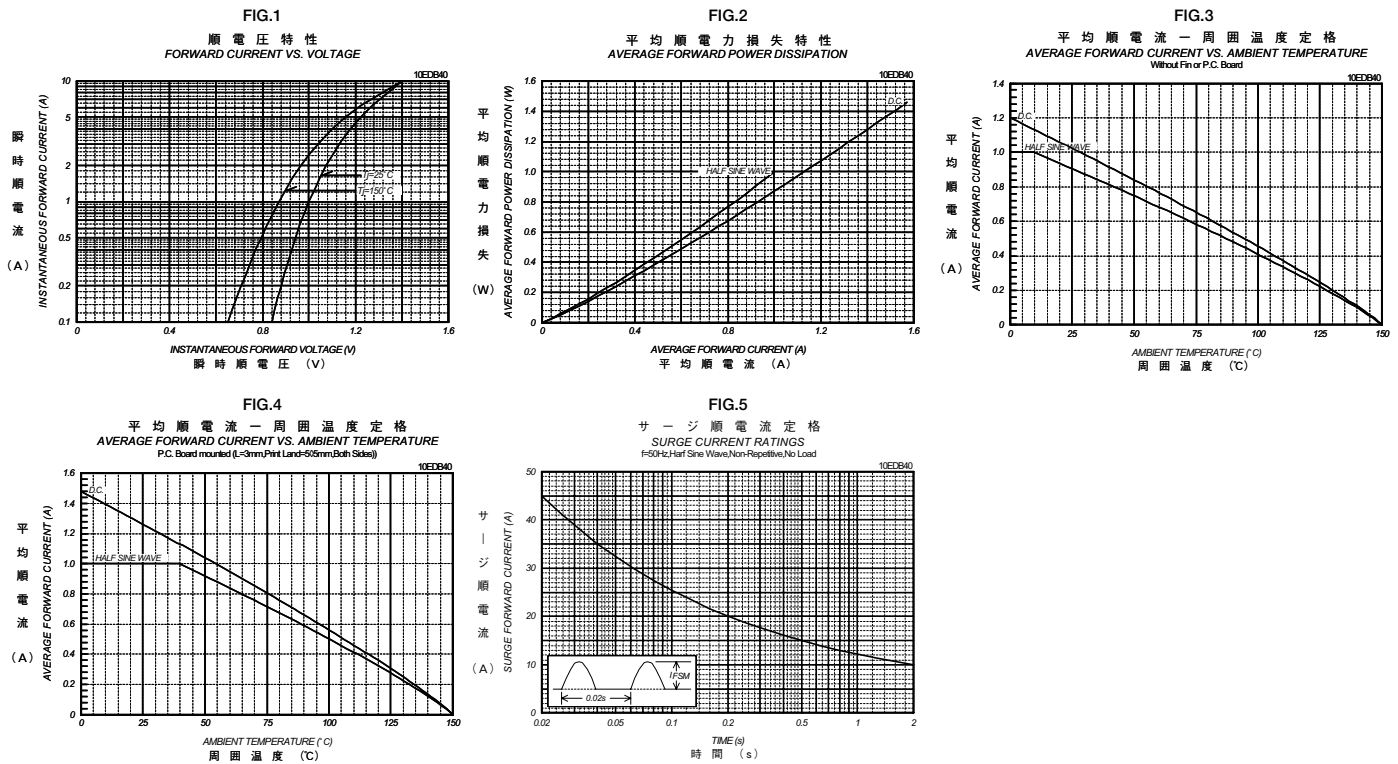 FIG.1
順電圧特性
FORWARD CURRENT VS. VOLTAGE
10EDB40
瞬時順電流 (A)
INSTANTANEOUS FORWARD CURRENT (A)
10
5
2
1
0.5
0.2
0.1
Tj=25°C
Tj=150°C
0 0.4 0.8 1.2 1.6
INSTANTANEOUS FORWARD VOLTAGE (V)
瞬時順電圧 (V)
FIG.2
平均順電力損失特性
AVERAGE FORWARD POWER DISSIPATION
10EDB40
平均順電力損失 (W)
AVERAGE FORWARD POWER DISSIPATION (W)
1.6
1.4
1.2
1.0
0.8
0.6
0.4
0.2
0
D.C.
HALF SINE WAVE
0 0.4 0.8 1.2 1.6
AVERAGE FORWARD CURRENT (A)
平均順電流 (A)
FIG.3
平均順電流ー周囲温度定格
AVERAGE FORWARD CURRENT VS. AMBIENT TEMPERATURE
Without Fin or P.C. Board
10EDB40
平均順電流 (A)
AVERAGE FORWARD CURRENT (A)
1.4
1.2
1.0
0.8
0.6
0.4
0.2
0
D.C.
HALF SINE WAVE
0 25 50 75 100 125 150
AMBIENT TEMPERATURE (°C)
周囲温度 (℃)
FIG.4
平均順電流ー周囲温度定格
AVERAGE FORWARD CURRENT VS. AMBIENT TEMPERATURE
P.C. Board mounted (L=3mm,Print Land=5x5mm,Both Sides))
10EDB40
平均順電流 (A)
AVERAGE FORWARD CURRENT (A)
1.6
1.4
1.2
1.0
0.8
0.6
0.4
0.2
0
D.C.
HALF SINE WAVE
0 25 50 75 100 125 150
AMBIENT TEMPERATURE (°C)
周囲温度 (℃)
FIG.5
サージ順電流定格
SURGE CURRENT RATINGS
f=50Hz,Harf Sine Wave,Non-Repetitive,No Load
10EDB40
サージ順電流 (A)
SURGE FORWARD CURRENT (A)
50
40
30
20
10
0
IFSM
0.02s
0.02 0.05 0.1 0.2 0.5 1 2
TIME (s)
時間 (s)